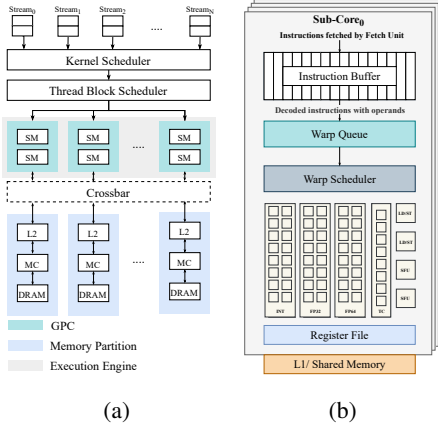 Stream0 Stream1 Stream2 .... StreamN
Kernel Scheduler
Thread Block Scheduler
SM SM SM
....
SM SM SM
Crossbar
L2 L2 L2
MC MC .... MC
DRAM DRAM DRAM
GPC
Memory Partition
Execution Engine
(a)
Sub-Core0
Instructions fetched by Fetch Unit
Instruction Buffer
Decoded instructions with operands
Warp Queue
Warp Scheduler
LD/ST
LD/ST
SFU
SFU
INT FP32 FP64 TC
Register File
L1/ Shared Memory
(b)